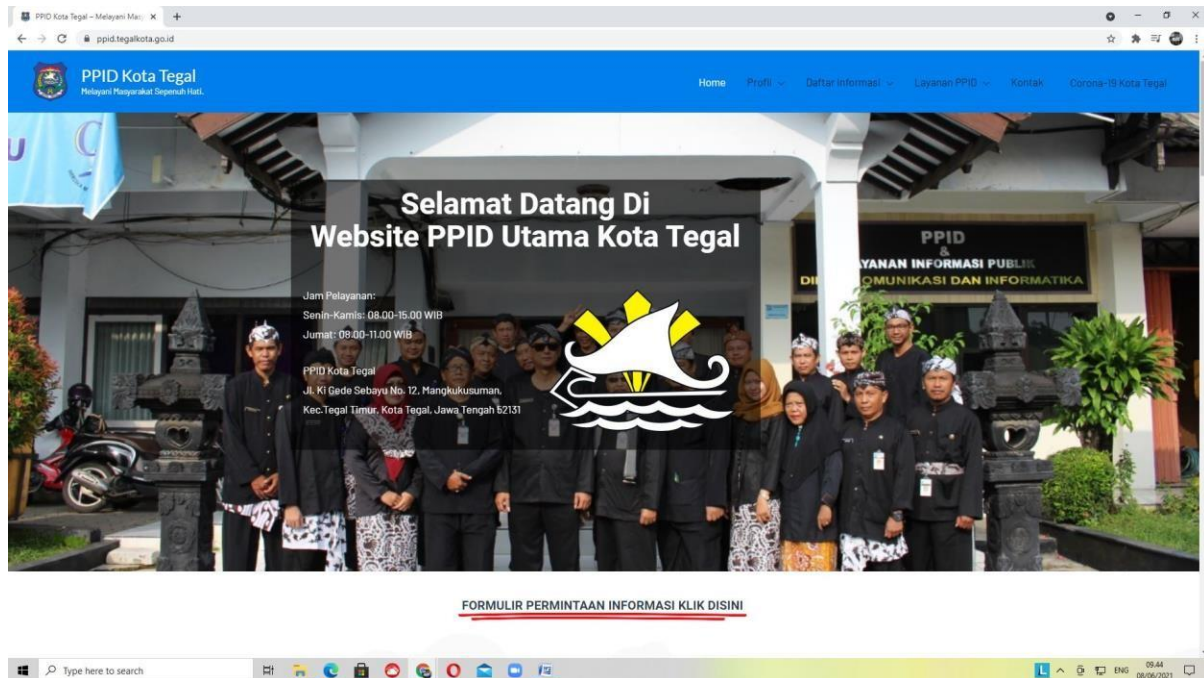 PPID Kota Tegal – Melayani Mas
ppid.tegalkota.go.id
PPID Kota Tegal
Melayani Masyarakat Sepenuh Hati.
Home Profil Daftar Informasi Layanan PPID Kontak Corona-19 Kota Tegal
U
Selamat Datang Di
Website PPID Utama Kota Tegal
Jam Pelayanan:
Senin-Kamis: 08.00-15.00 WIB
Jumat: 08.00-11.00 WIB
PPID Kota Tegal
Jl. Ki Gede Sebayu No. 12, Mangkukusuman,
Kec.Tegal Timur, Kota Tegal, Jawa Tengah 52131
PPID
&
YANAN INFORMASI PUBLIK
DI OMUNIKASI DAN INFORMATIKA
FORMULIR PERMINTAAN INFORMASI KLIK DISINI
Type here to search
L ENG
09.44
08/06/2021